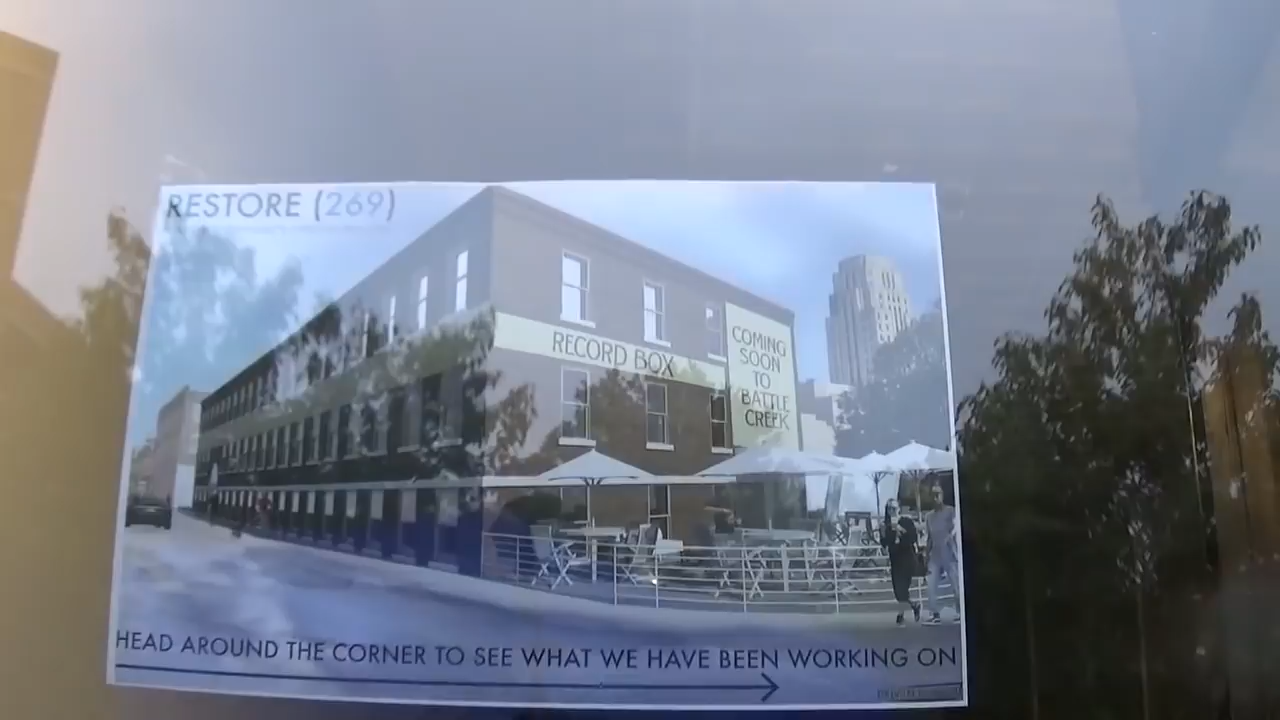 RESTORE (269)
RECORD BOX
COMING
SOON
TO
BATTLE
CREEK
HEAD AROUND THE CORNER TO SEE WHAT WE HAVE BEEN WORKING ON